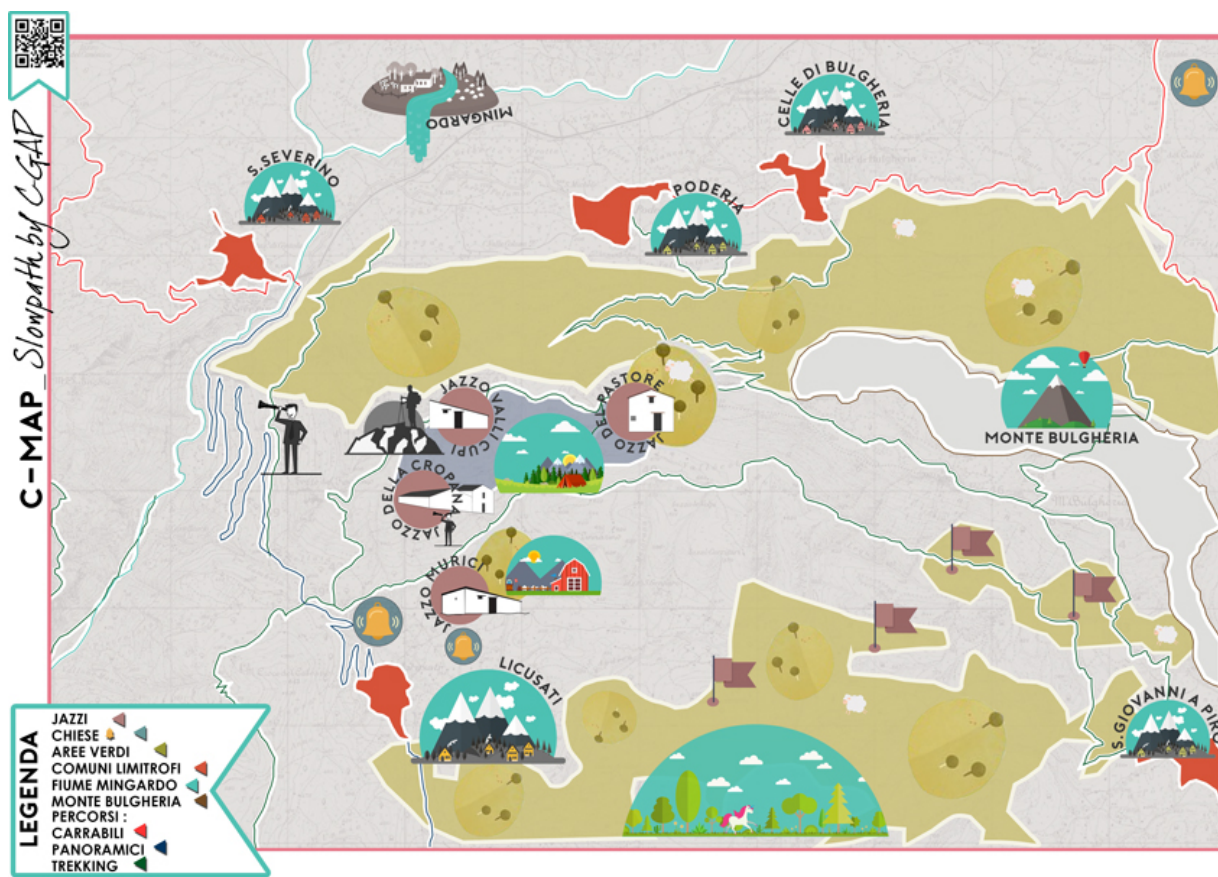 C-MAP_Slowpath by CGAP
MINGARDO
CELLE DI BULGHERIA
S.SEVERINO
PODERIA
JAZZO VALLI CUPI
JAZZO DEL PASTORE
MONTE BULGHERIA
JAZZO DELLA CROPANA
JAZZO MURICI
LICUSATI
S.GIOVANNI A PIRO
LEGENDA
JAZZI
CHIESE
AREE VERDI
COMUNI LIMITROFI
FIUME MINGARDO
MONTE BULGHERIA
PERCORSI :
CARRABILI
PANORAMICI
TREKKING